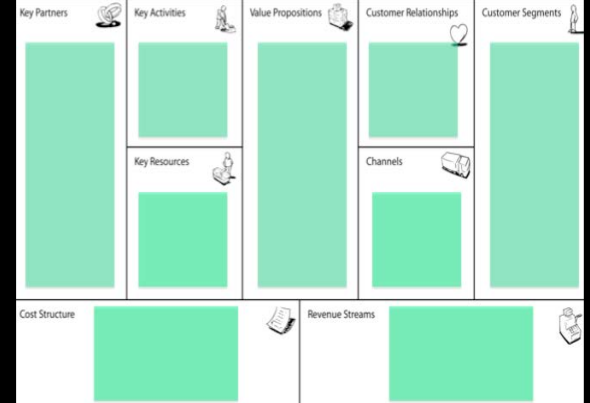 Key Partners
Key Activities
Value Propositions
Customer Relationships
Customer Segments
Key Resources
Channels
Cost Structure
Revenue Streams